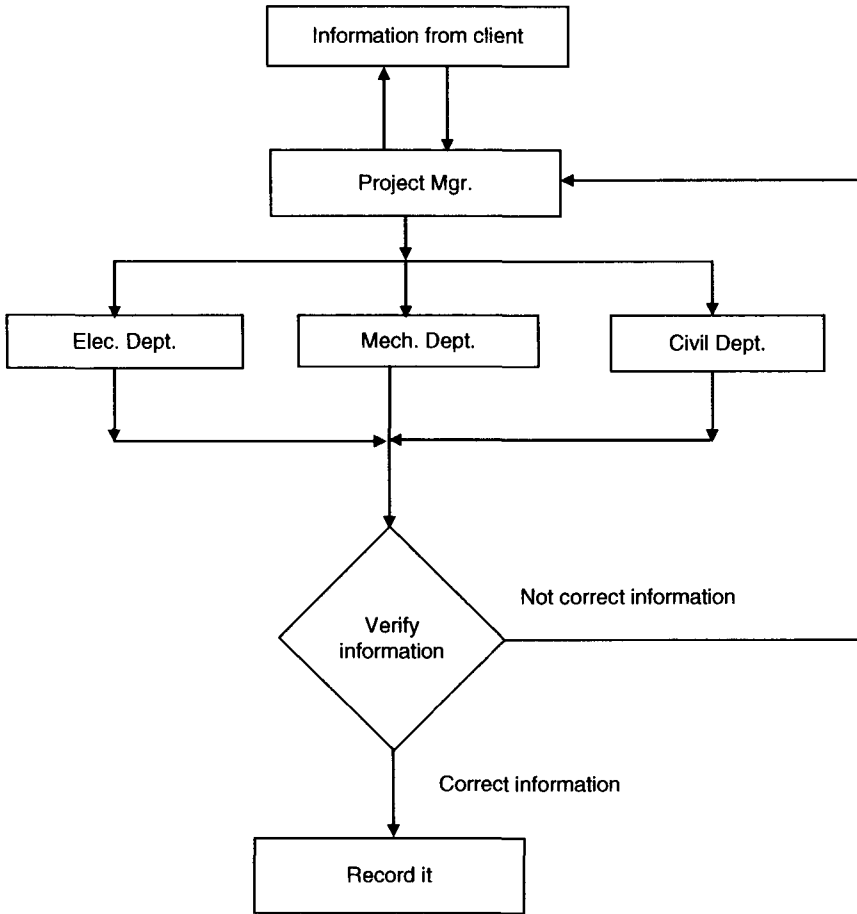 Information from client
Project Mgr.
Elec. Dept.
Mech. Dept.
Civil Dept.
Not correct information
Verify
information
Correct information
Record it